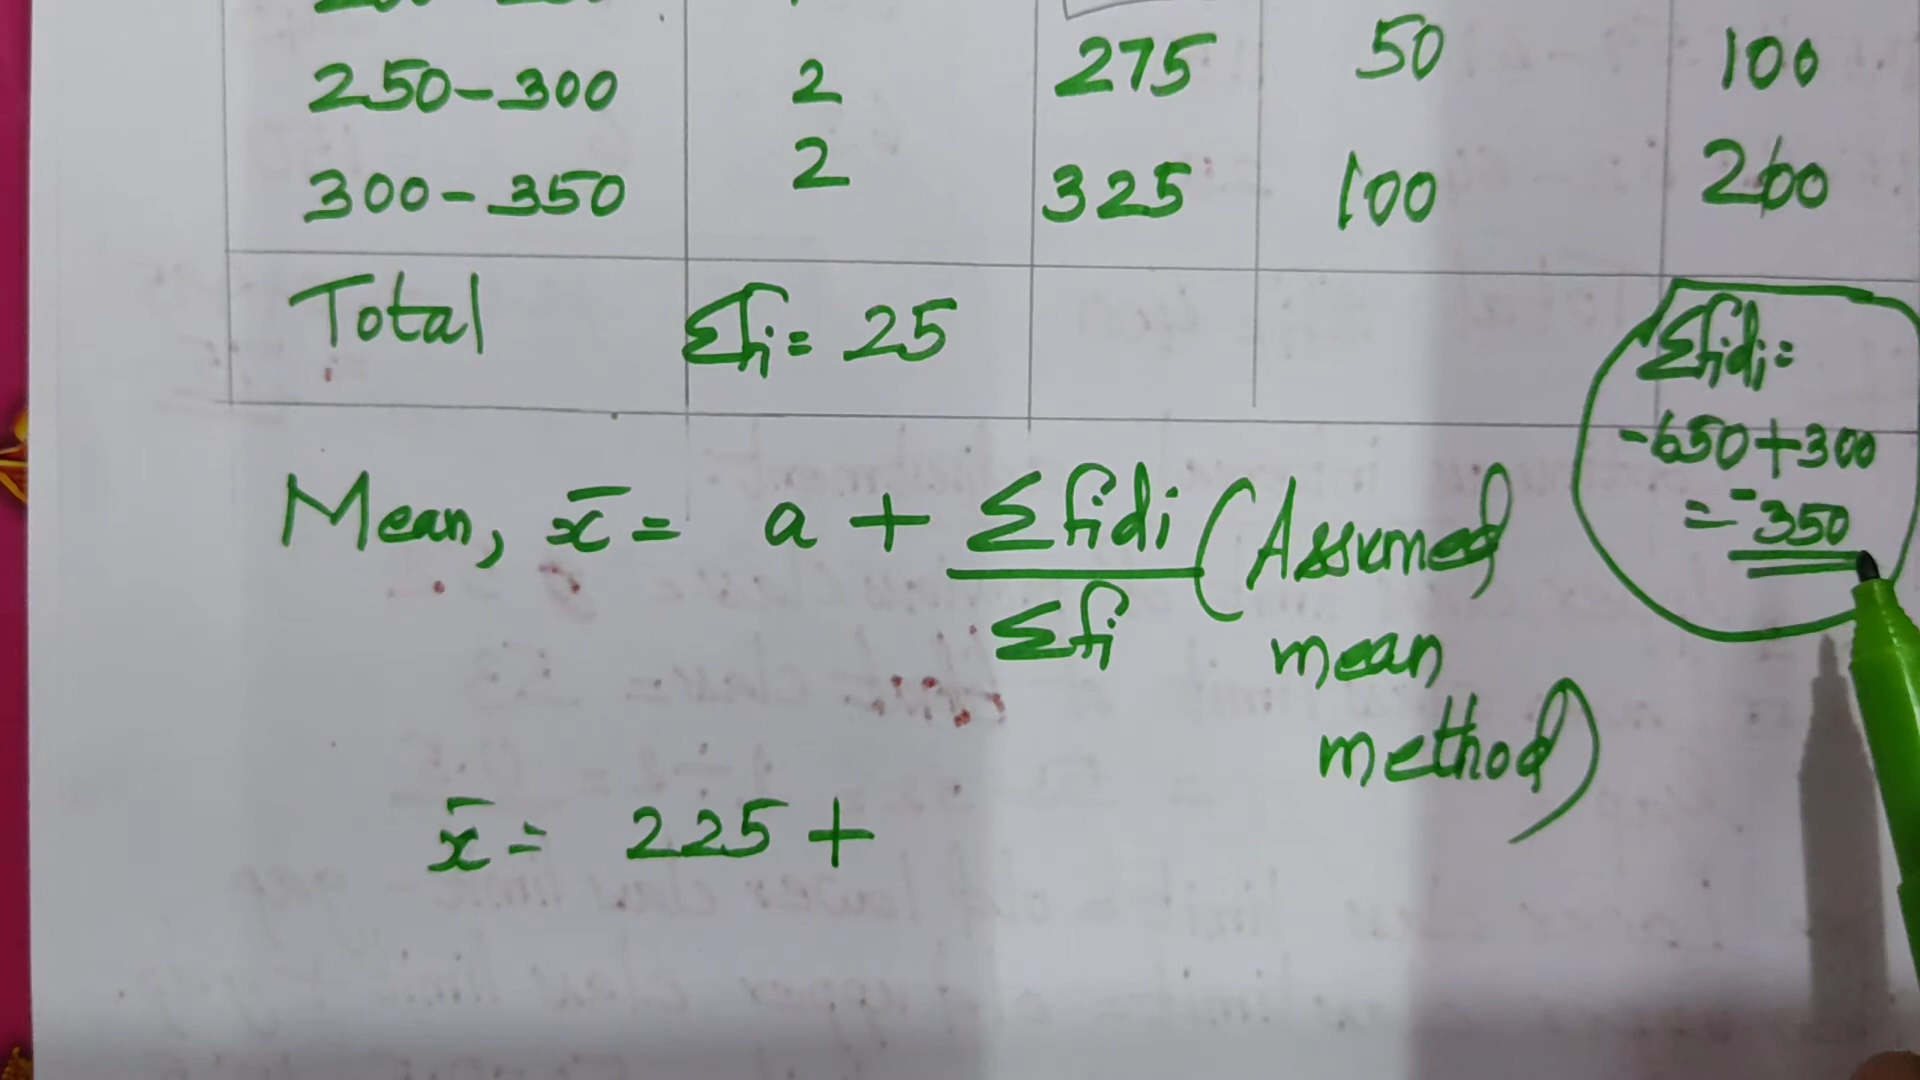 250-300 2 275 50 100
300-350 2 325 100 200
Total Σfi = 25 Σfidi =
-650+300
= -350
Mean, x̄ = a + Σfidi / Σfi (Assumed
mean
method)
x̄ = 225 +